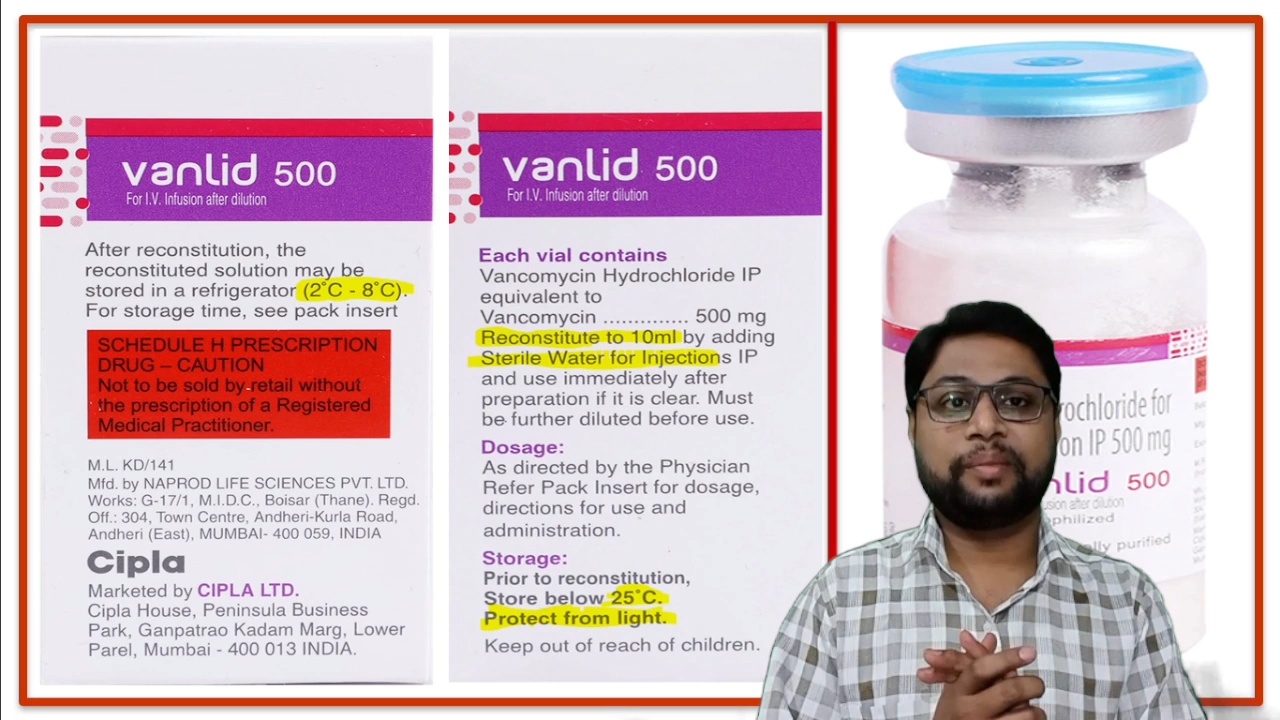 vanlid 500
For I.V. Infusion after dilution
After reconstitution, the
reconstituted solution may be
stored in a refrigerator (2°C - 8°C).
For storage time, see pack insert
SCHEDULE H PRESCRIPTION
DRUG – CAUTION
Not to be sold by retail without
the prescription of a Registered
Medical Practitioner.
M.L. KD/141
Mfd. by NAPROD LIFE SCIENCES PVT. LTD.
Works: G-17/1, M.I.D.C., Boisar (Thane). Regd.
Off.: 304, Town Centre, Andheri-Kurla Road,
Andheri (East), MUMBAI- 400 059, INDIA
Cipla
Marketed by CIPLA LTD.
Cipla House, Peninsula Business
Park, Ganpatrao Kadam Marg, Lower
Parel, Mumbai - 400 013 INDIA.
vanlid 500
For I.V. Infusion after dilution
Each vial contains
Vancomycin Hydrochloride IP
equivalent to
Vancomycin .............. 500 mg
Reconstitute to 10ml by adding
Sterile Water for Injections IP
and use immediately after
preparation if it is clear. Must
be further diluted before use.
Dosage:
As directed by the Physician
Refer Pack Insert for dosage,
directions for use and
administration.
Storage:
Prior to reconstitution,
Store below 25°C.
Protect from light.
Keep out of reach of children.
rochloride for
on IP 500 mg
nlid 500
usion after dilution
ophilized
ally purified